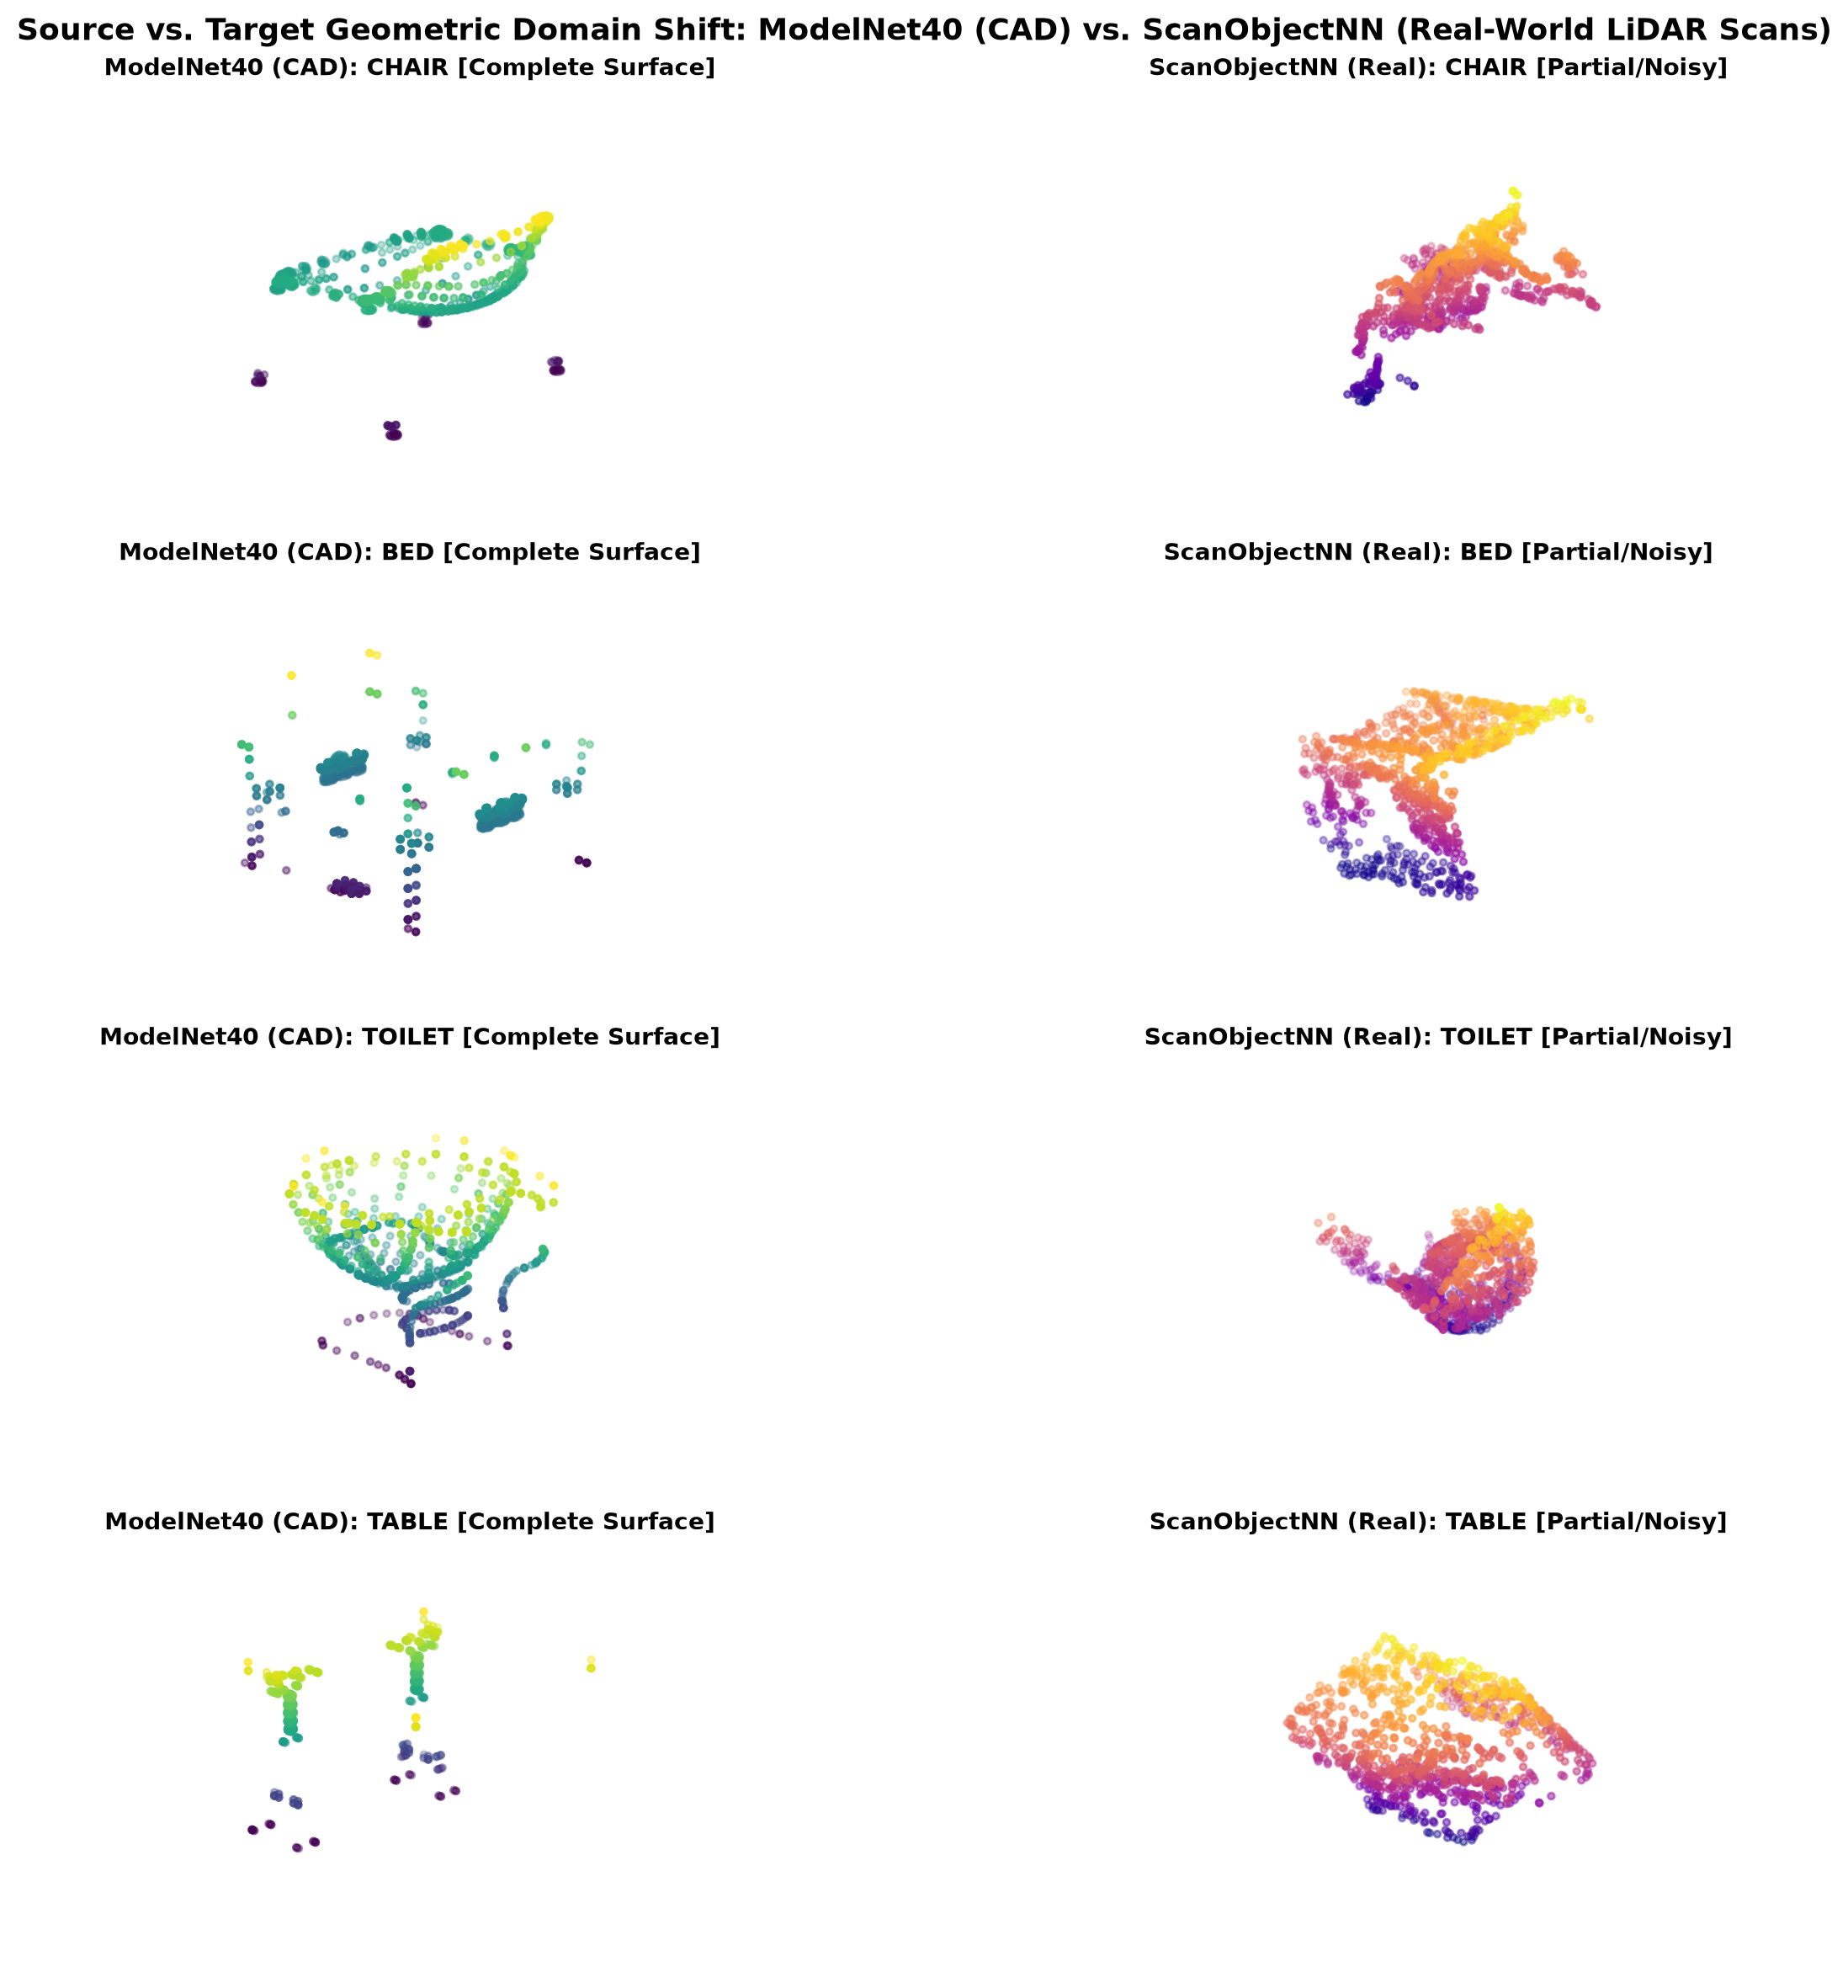 Source vs. Target Geometric Domain Shift: ModelNet40 (CAD) vs. ScanObjectNN (Real-World LiDAR Scans)
ModelNet40 (CAD): CHAIR [Complete Surface]
ScanObjectNN (Real): CHAIR [Partial/Noisy]
ModelNet40 (CAD): BED [Complete Surface]
ScanObjectNN (Real): BED [Partial/Noisy]
ModelNet40 (CAD): TOILET [Complete Surface]
ScanObjectNN (Real): TOILET [Partial/Noisy]
ModelNet40 (CAD): TABLE [Complete Surface]
ScanObjectNN (Real): TABLE [Partial/Noisy]